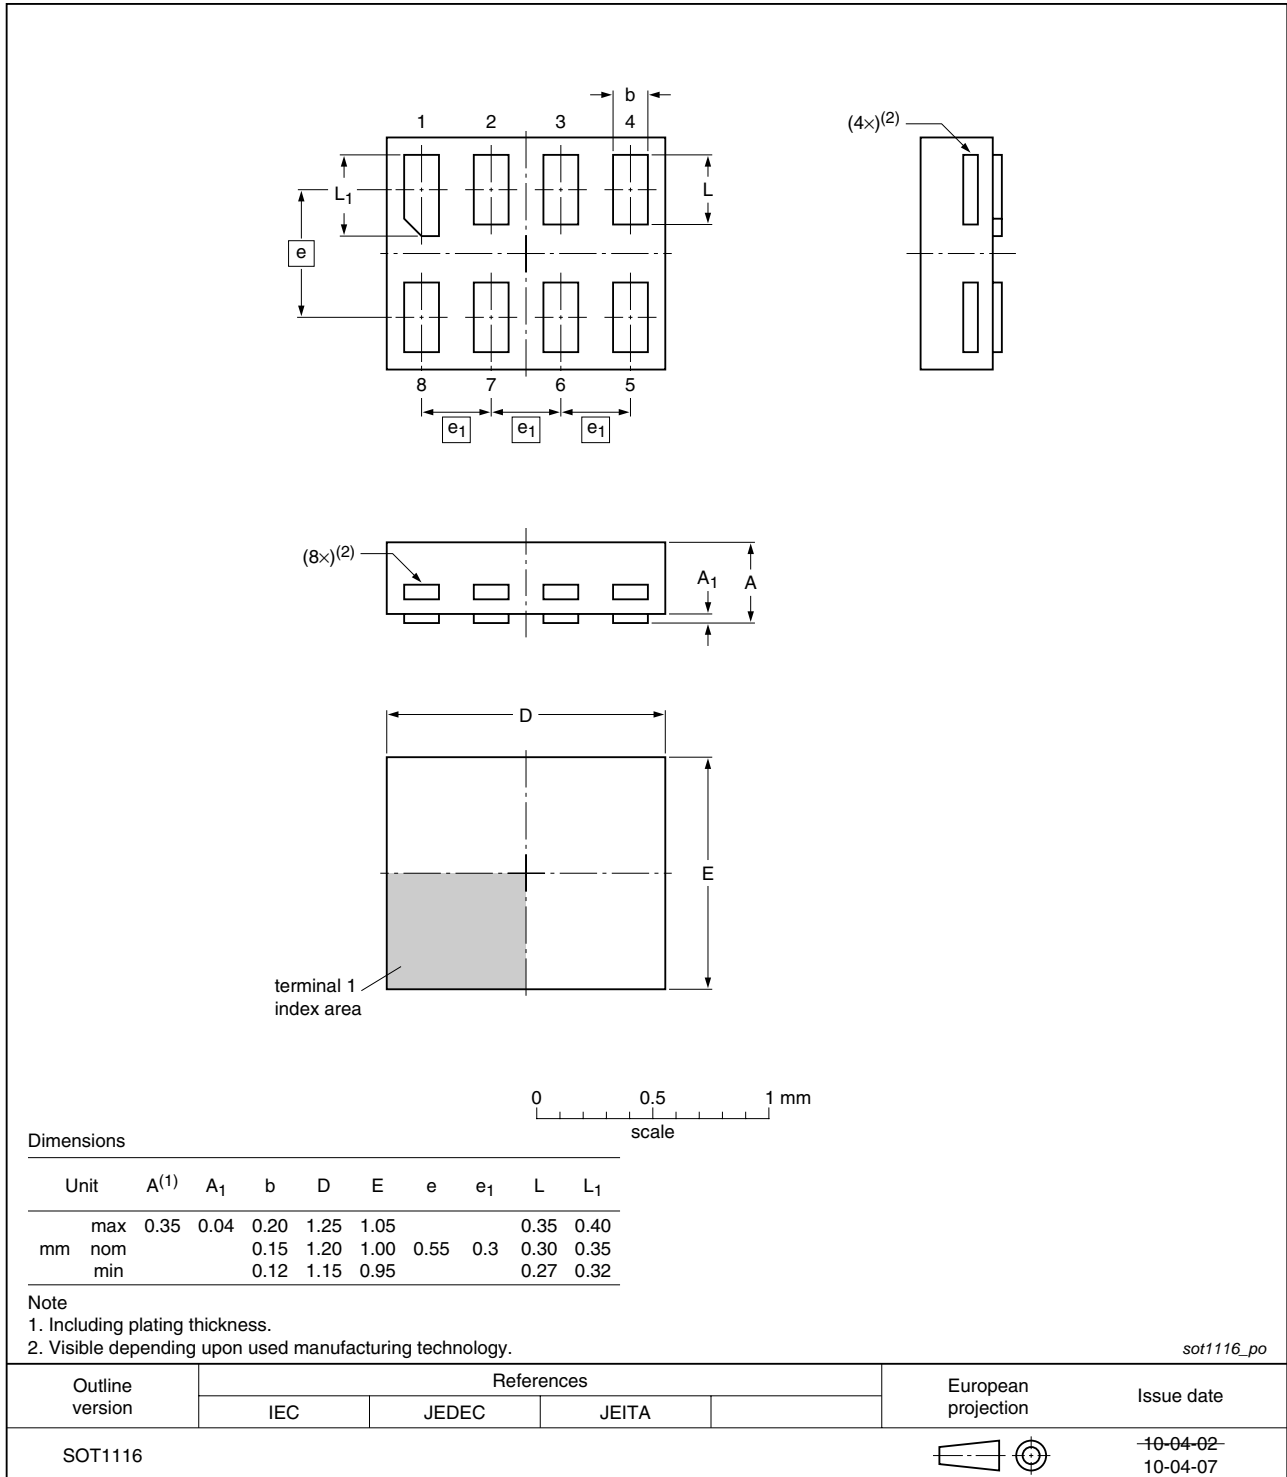 b
1 2 3 4
(4×)(2)
L1
L
e
8 7 6 5
e1 e1 e1
(8×)(2)
A1 A
D
E
terminal 1
index area
0 0.5 1 mm
scale
Dimensions
Unit A(1) A1 b D E e e1 L L1
max 0.35 0.04 0.20 1.25 1.05 0.35 0.40
mm nom 0.15 1.20 1.00 0.55 0.3 0.30 0.35
min 0.12 1.15 0.95 0.27 0.32
Note
1. Including plating thickness.
2. Visible depending upon used manufacturing technology.
sot1116_po
Outline
version
References
IEC JEDEC JEITA
European
projection
Issue date
SOT1116
10-04-02
10-04-07